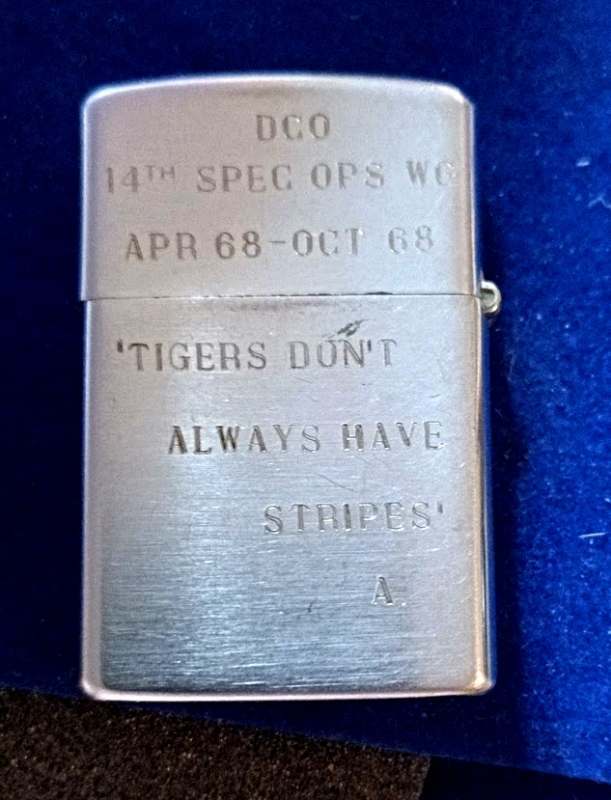 DCO
14TH SPEC OPS WG
APR 68-OCT 68
'TIGERS DON'T
ALWAYS HAVE
STRIPES'
A.